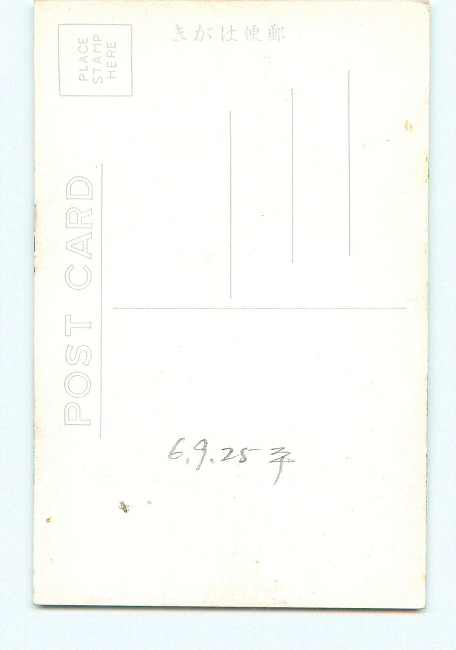 きがは便郵
PLACE
STAMP
HERE
POST CARD
6.9.25